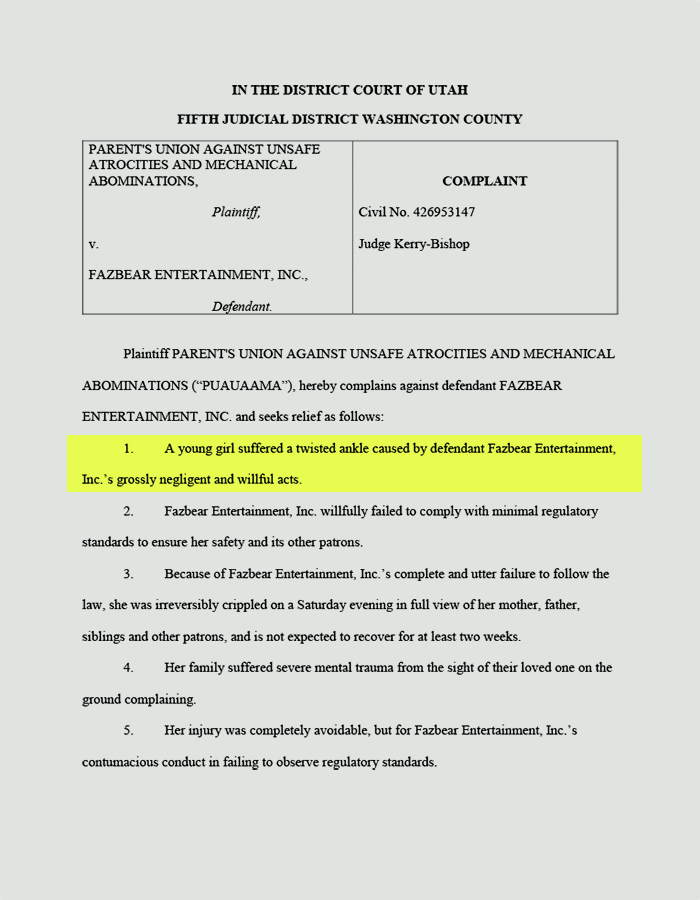 IN THE DISTRICT COURT OF UTAH
FIFTH JUDICIAL DISTRICT WASHINGTON COUNTY
PARENT'S UNION AGAINST UNSAFE
ATROCITIES AND MECHANICAL
ABOMINATIONS,
Plaintiff,
v.
FAZBEAR ENTERTAINMENT, INC.,
Defendant.
COMPLAINT
Civil No. 426953147
Judge Kerry-Bishop
Plaintiff PARENT'S UNION AGAINST UNSAFE ATROCITIES AND MECHANICAL
ABOMINATIONS (“PUAUAAMA”), hereby complains against defendant FAZBEAR
ENTERTAINMENT, INC. and seeks relief as follows:
1. A young girl suffered a twisted ankle caused by defendant Fazbear Entertainment,
Inc.’s grossly negligent and willful acts.
2. Fazbear Entertainment, Inc. willfully failed to comply with minimal regulatory
standards to ensure her safety and its other patrons.
3. Because of Fazbear Entertainment, Inc.’s complete and utter failure to follow the
law, she was irreversibly crippled on a Saturday evening in full view of her mother, father,
siblings and other patrons, and is not expected to recover for at least two weeks.
4. Her family suffered severe mental trauma from the sight of their loved one on the
ground complaining.
5. Her injury was completely avoidable, but for Fazbear Entertainment, Inc.’s
contumacious conduct in failing to observe regulatory standards.